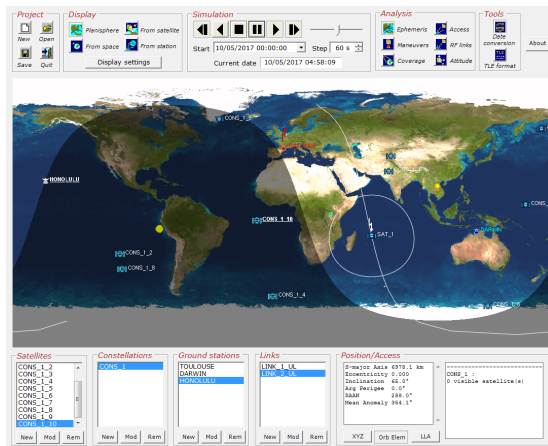 Project
Display
Simulation
Analysis
Tools
New
Open
Save
Quit
Planisphere
From satellite
From space
From station
Display settings
Start
10/05/2017 00:00:00
Step
60 s
Current date
10/05/2017 04:58:09
Ephemeris
Access
Maneuvers
RF links
Coverage
Attitude
Date
conversion
TLE
TLE format
About
HONOLULU
CONS_1_10
CONS_1_2
CONS_1_8
CONS_1_4
SAT_1
DARWIN
Satellites
CONS_1_2
CONS_1_3
CONS_1_4
CONS_1_5
CONS_1_6
CONS_1_7
CONS_1_8
CONS_1_9
CONS_1_10
New
Mod
Rem
Constellations
CONS_1
New
Mod
Rem
Ground stations
TOULOUSE
DARWIN
HONOLULU
New
Mod
Rem
Links
LINK_1_UL
LINK_2_UL
New
Mod
Rem
Position/Access
S-major Axis 6978.1 km
Eccentricity 0.000
Inclination 65.0°
Arg Perigee 0.0°
RAAN 288.0°
Mean Anomaly 354.1°
XYZ
Orb Elem
LLA
CONS_1 :
0 visible satellite(s)